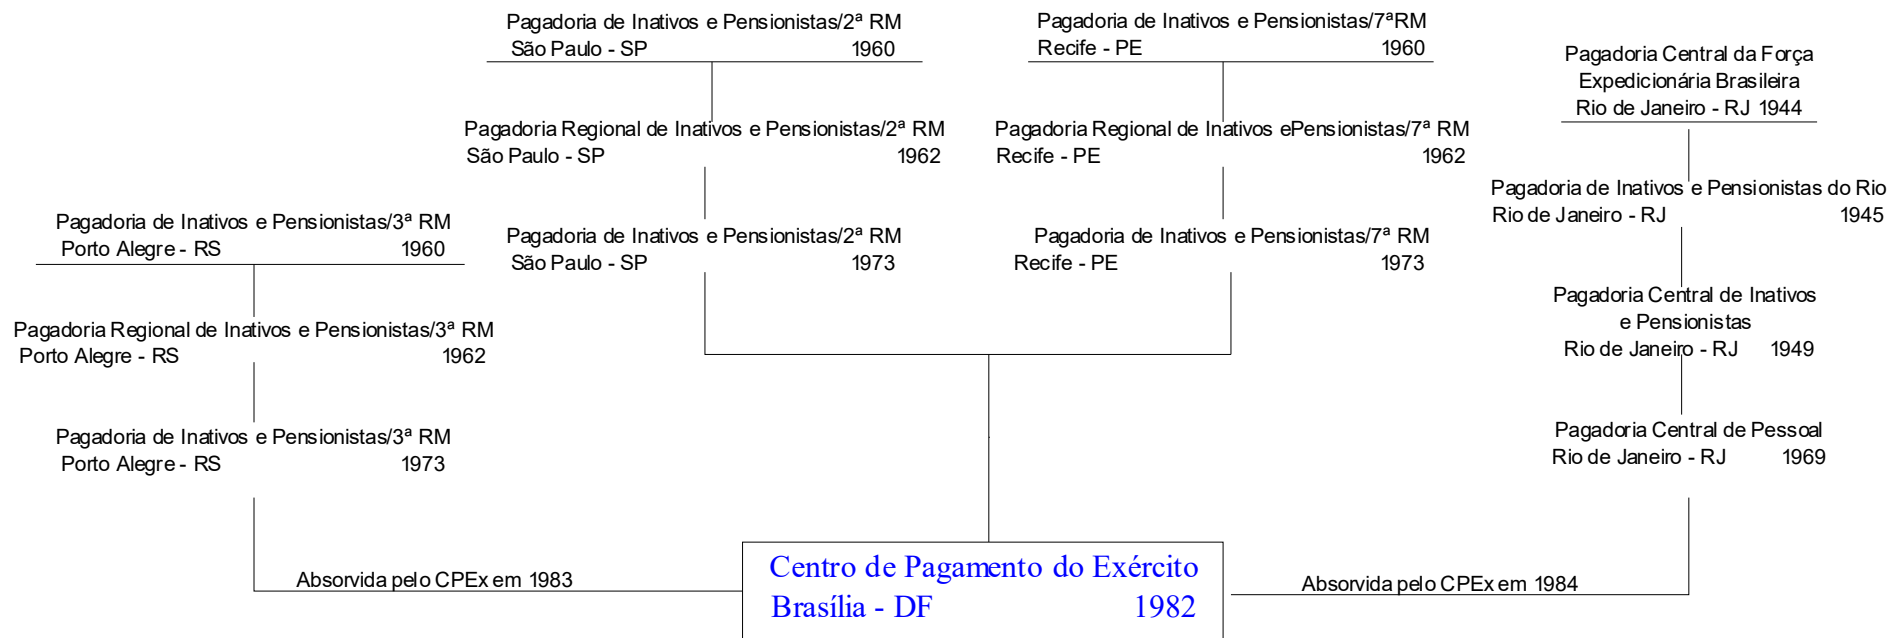 Pagadoria de Inativos e Pensionistas/2ª RM
São Paulo - SP 1960
Pagadoria Regional de Inativos e Pensionistas/2ª RM
São Paulo - SP 1962
Pagadoria de Inativos e Pensionistas/2ª RM
São Paulo - SP 1973
Pagadoria de Inativos e Pensionistas/7ªRM
Recife - PE 1960
Pagadoria Regional de Inativos ePensionistas/7ª RM
Recife - PE 1962
Pagadoria de Inativos e Pensionistas/7ª RM
Recife - PE 1973
Pagadoria Central da Força
Expedicionária Brasileira
Rio de Janeiro - RJ 1944
Pagadoria de Inativos e Pensionistas do Rio
Rio de Janeiro - RJ 1945
Pagadoria Central de Inativos
e Pensionistas
Rio de Janeiro - RJ 1949
Pagadoria Central de Pessoal
Rio de Janeiro - RJ 1969
Pagadoria de Inativos e Pensionistas/3ª RM
Porto Alegre - RS 1960
Pagadoria Regional de Inativos e Pensionistas/3ª RM
Porto Alegre - RS 1962
Pagadoria de Inativos e Pensionistas/3ª RM
Porto Alegre - RS 1973
Absorvida pelo CPEx em 1983
Centro de Pagamento do Exército
Brasília - DF 1982
Absorvida pelo CPEx em 1984